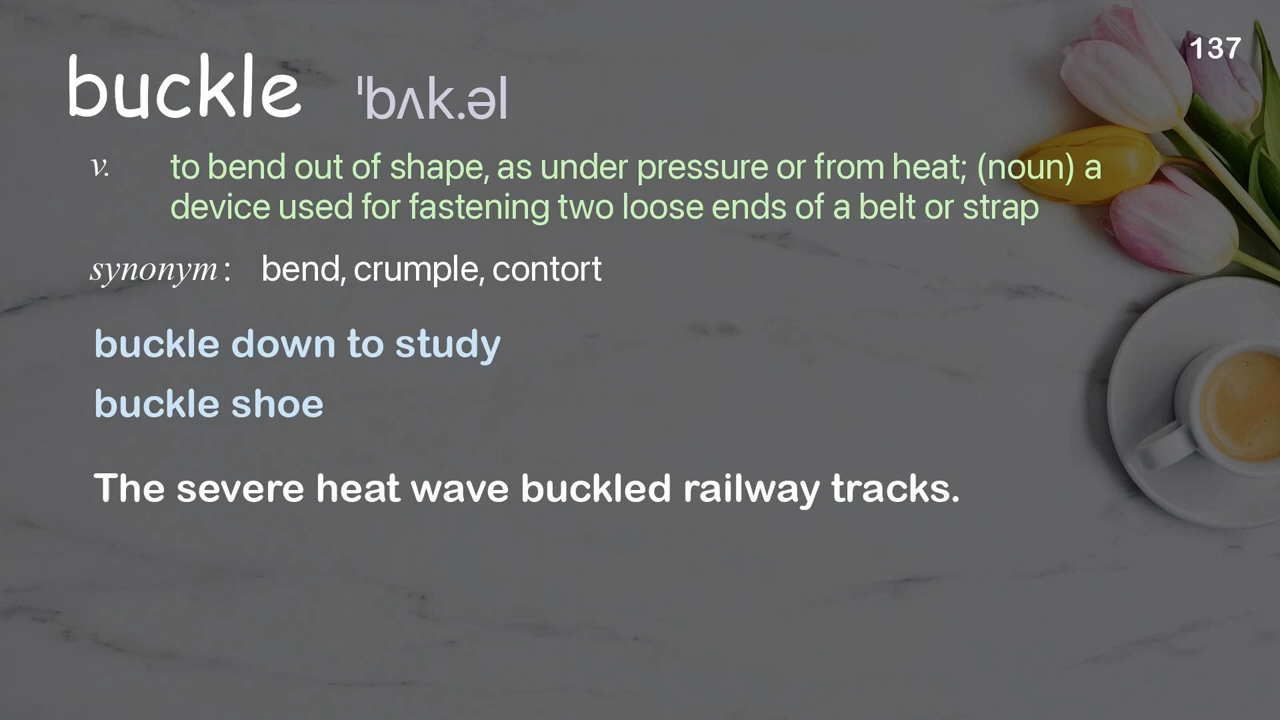 137
buckle ˈbʌk.əl
v. to bend out of shape, as under pressure or from heat; (noun) a
device used for fastening two loose ends of a belt or strap
synonym: bend, crumple, contort
buckle down to study
buckle shoe
The severe heat wave buckled railway tracks.